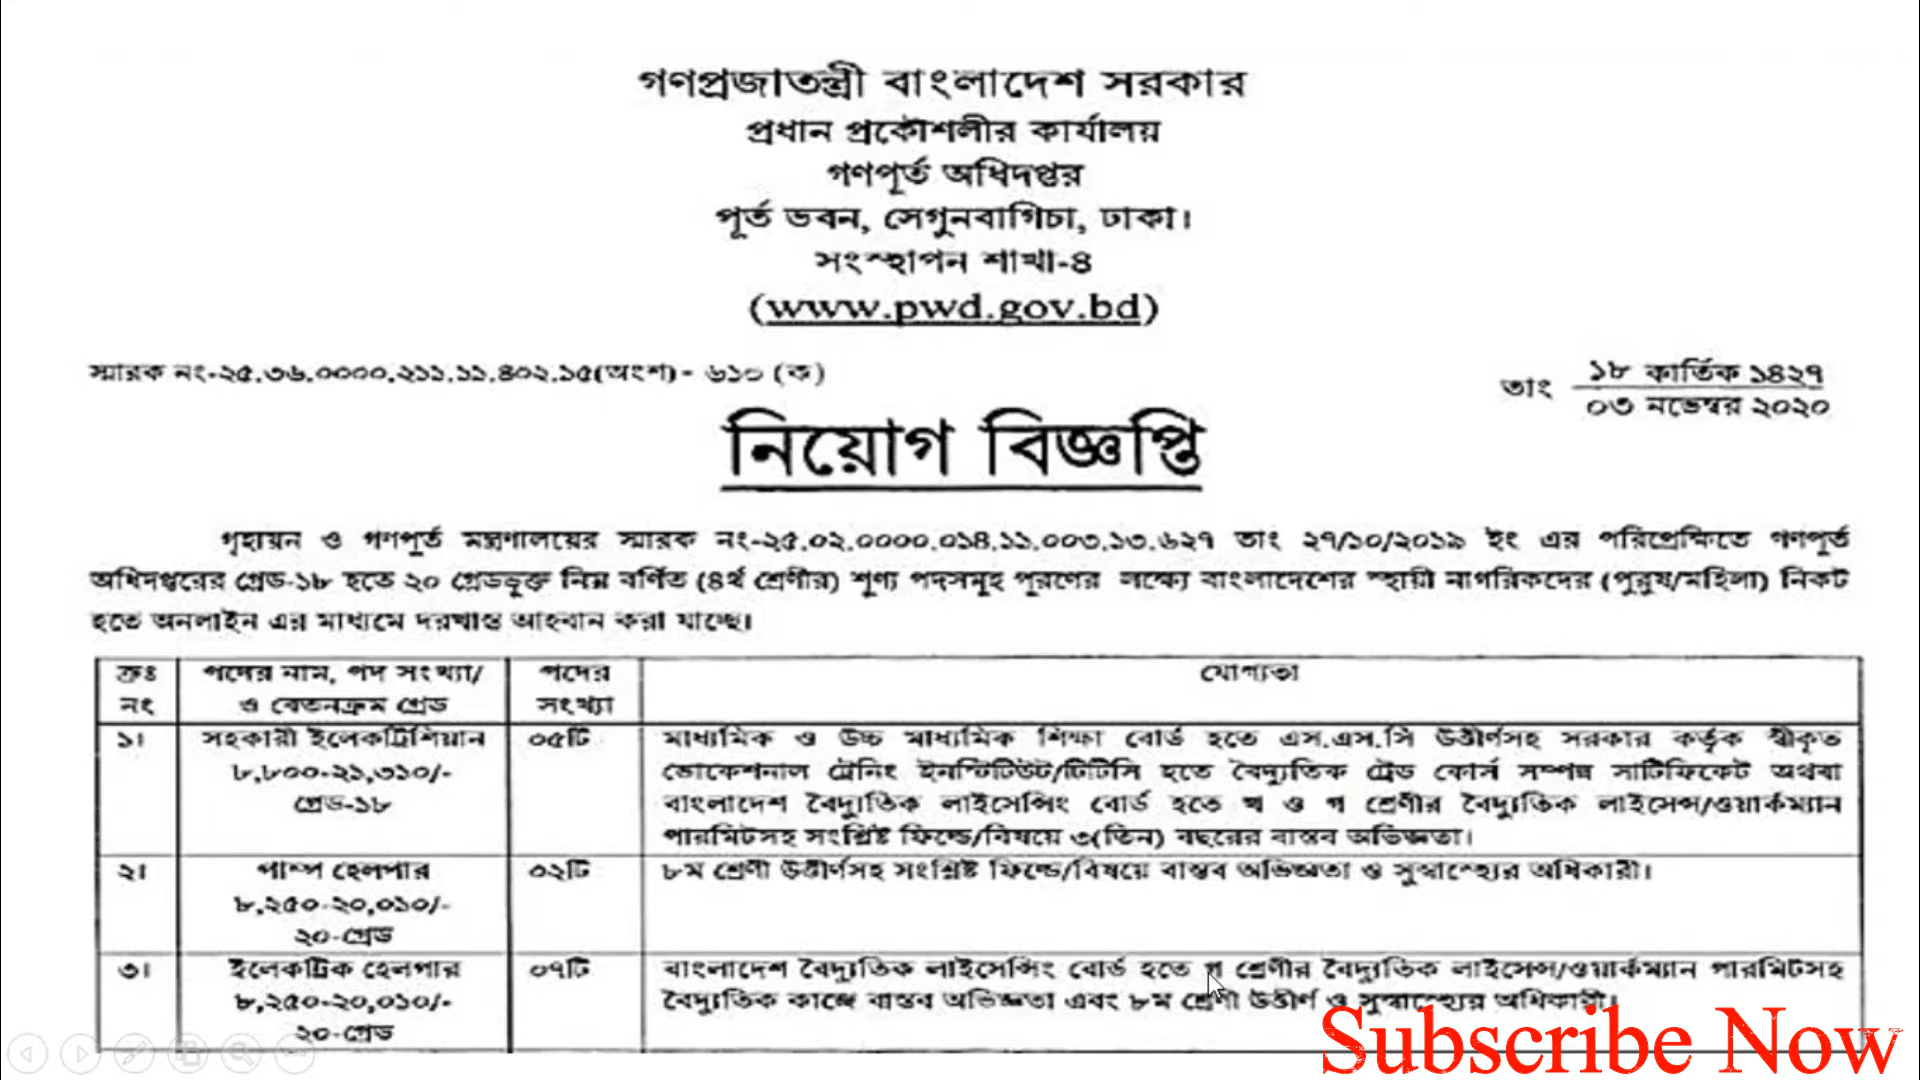 গণপ্রজাতন্ত্রী বাংলাদেশ সরকার
প্রধান প্রকৌশলীর কার্যালয়
গণপূর্ত অধিদপ্তর
পূর্ত ভবন, সেগুনবাগিচা, ঢাকা।
সংস্থাপন শাখা-৪
(www.pwd.gov.bd)
স্মারক নং-২৫.৩৬.০০০০.২১১.১১.৪০২.১৫(অংশ)- ৬১০ (ক)
তাং ১৮ কার্তিক ১৪২৭
০৩ নভেম্বর ২০২০
নিয়োগ বিজ্ঞপ্তি
গৃহায়ন ও গণপূর্ত মন্ত্রণালয়ের স্মারক নং-২৫.০২.০০০০.০১৪.১১.০০৩.১৩.৬২৭ তাং ২৭/১০/২০১৯ ইং এর পরিপ্রেক্ষিতে গণপূর্ত
অধিদপ্তরের গ্রেড-১৮ হতে ২০ গ্রেডভুক্ত নিম্ন বর্ণিত (৪র্থ শ্রেণীর) শূণ্য পদসমূহ পূরণের লক্ষ্যে বাংলাদেশের স্থায়ী নাগরিকদের (পুরুষ/মহিলা) নিকট
হতে অনলাইন এর মাধ্যমে দরখাস্ত আহবান করা যাচ্ছে।
ক্রঃ নং
পদের নাম, পদ সংখ্যা/
ও বেতনক্রম গ্রেড
পদের
সংখ্যা
যোগ্যতা
১।
সহকারী ইলেকট্রিশিয়ান
৮,৮০০-২১,৩১০/-
গ্রেড-১৮
০৫টি
মাধ্যমিক ও উচ্চ মাধ্যমিক শিক্ষা বোর্ড হতে এস.এস.সি উত্তীর্ণসহ সরকার কর্তৃক স্বীকৃত
ভোকেশনাল ট্রেনিং ইনস্টিটিউট/টিটিসি হতে বৈদ্যুতিক ট্রেড কোর্স সম্পন্ন সার্টিফিকেট অথবা
বাংলাদেশ বৈদ্যুতিক লাইসেন্সিং বোর্ড হতে খ ও গ শ্রেণীর বৈদ্যুতিক লাইসেন্স/ওয়ার্কম্যান
পারমিটসহ সংশ্লিষ্ট ফিল্ডে/বিষয়ে ৩(তিন) বছরের বাস্তব অভিজ্ঞতা।
২।
পাম্প হেলপার
৮,২৫০-২০,০১০/-
২০-গ্রেড
০২টি
৮ম শ্রেণী উত্তীর্ণসহ সংশ্লিষ্ট ফিল্ডে/বিষয়ে বাস্তব অভিজ্ঞতা ও সুস্বাস্থ্যের অধিকারী।
৩।
ইলেকট্রিক হেলপার
৮,২৫০-২০,০১০/-
২০-গ্রেড
০৭টি
বাংলাদেশ বৈদ্যুতিক লাইসেন্সিং বোর্ড হতে গ শ্রেণীর বৈদ্যুতিক লাইসেন্স/ওয়ার্কম্যান পারমিটসহ
বৈদ্যুতিক কাজে বাস্তব অভিজ্ঞতা এবং ৮ম শ্রেণী উত্তীর্ণ ও সুস্বাস্থ্যের অধিকারী।
Subscribe Now